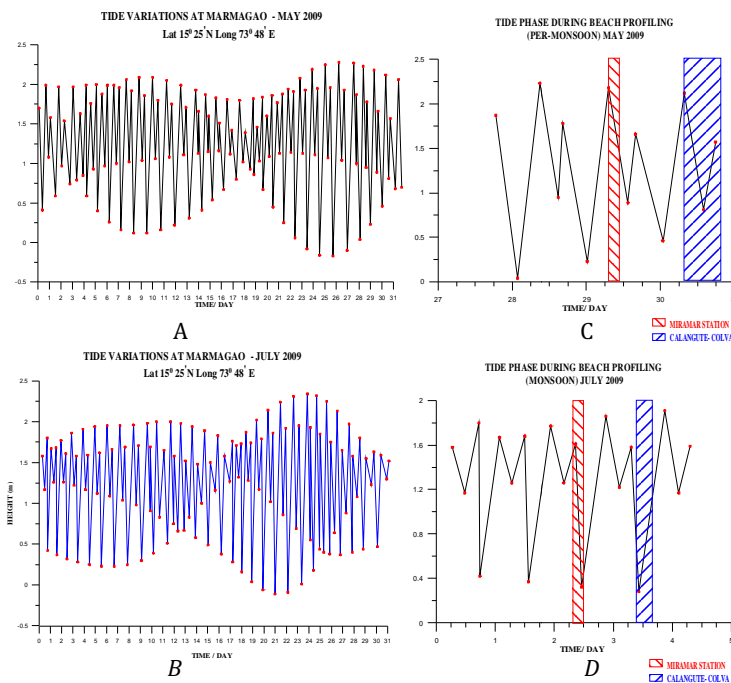 TIDE VARIATIONS AT MARMAGAO - MAY 2009
Lat 15⁰ 25' N Long 73⁰ 48' E
2.5
2
1.5
1
0.5
0
-0.5
0 1 2 3 4 5 6 7 8 9 10 11 12 13 14 15 16 17 18 19 20 21 22 23 24 25 26 27 28 29 30 31
TIME/ DAY
A
TIDE PHASE DURING BEACH PROFILING
(PER-MONSOON) MAY 2009
2.5
2
1.5
1
0.5
0
27 28 29 30
TIME/ DAY
C
MIRAMAR STATION
CALANGUTE- COLVA
TIDE VARIATIONS AT MARMAGAO - JULY 2009
Lat 15⁰ 25' N Long 73⁰ 48' E
HEIGHT (m)
2.5
2
1.5
1
0.5
0
-0.5
0 1 2 3 4 5 6 7 8 9 10 11 12 13 14 15 16 17 18 19 20 21 22 23 24 25 26 27 28 29 30 31
TIME / DAY
B
TIDE PHASE DURING BEACH PROFILING
(MONSOON) JULY 2009
2
1.6
1.2
0.8
0.4
0
0 1 2 3 4 5
TIME/ DAY
D
MIRAMAR STATION
CALANGUTE- COLVA